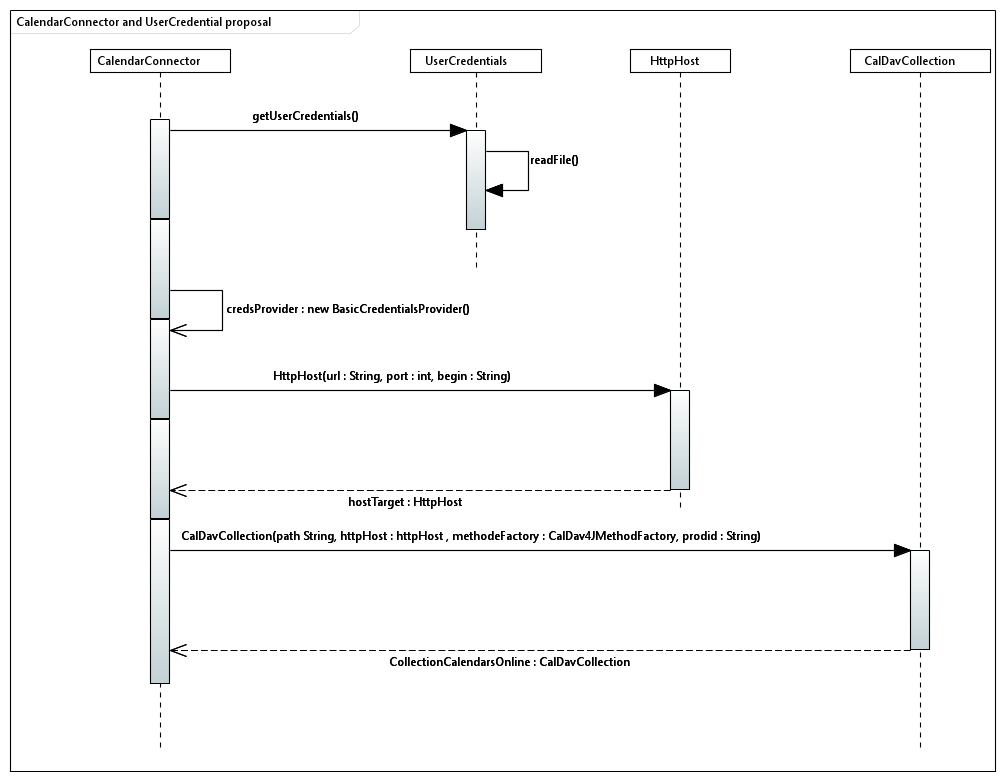 CalendarConnector and UserCredential proposal
CalendarConnector
UserCredentials
HttpHost
CalDavCollection
getUserCredentials()
readFile()
credsProvider : new BasicCredentialsProvider()
HttpHost(url : String, port : int, begin : String)
hostTarget : HttpHost
CalDavCollection(path String, httpHost : httpHost , methodeFactory : CalDav4JMethodFactory, prodid : String)
CollectionCalendarsOnline : CalDavCollection